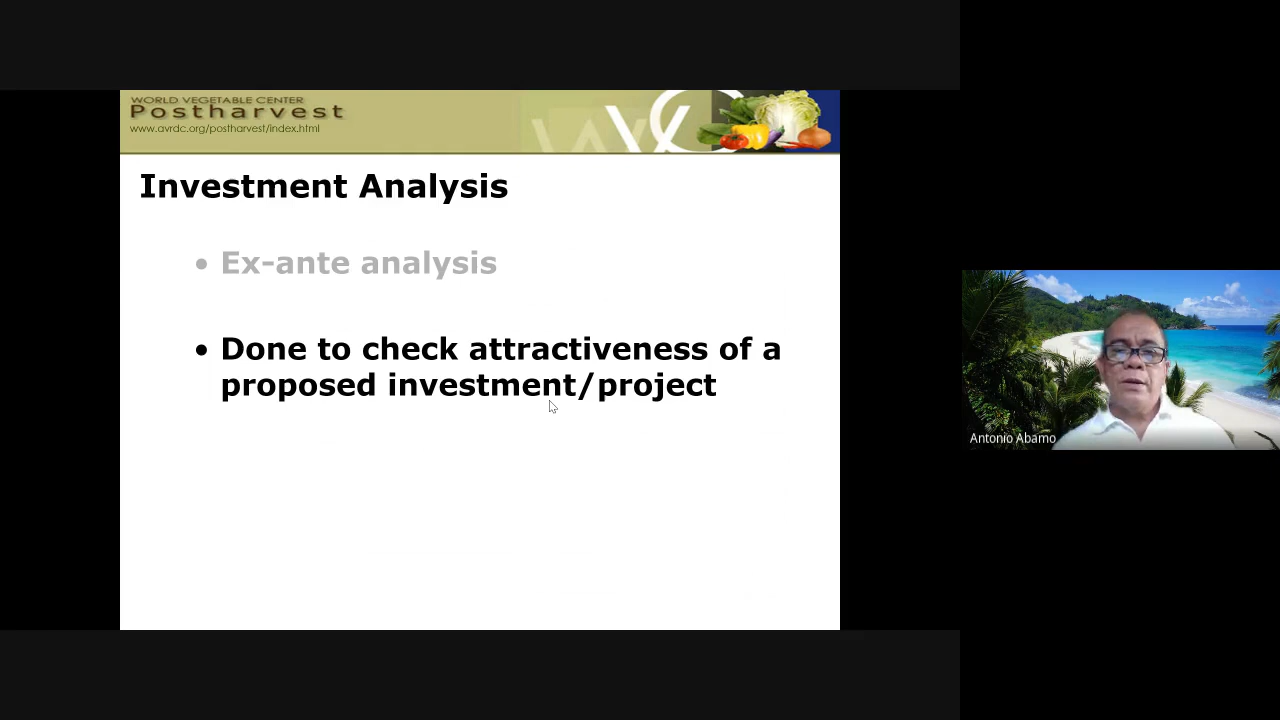 WORLD VEGETABLE CENTER
Postharvest
www.avrdc.org/postharvest/index.html
Investment Analysis
• Ex-ante analysis
• Done to check attractiveness of a
proposed investment/project
Antonio Abamo